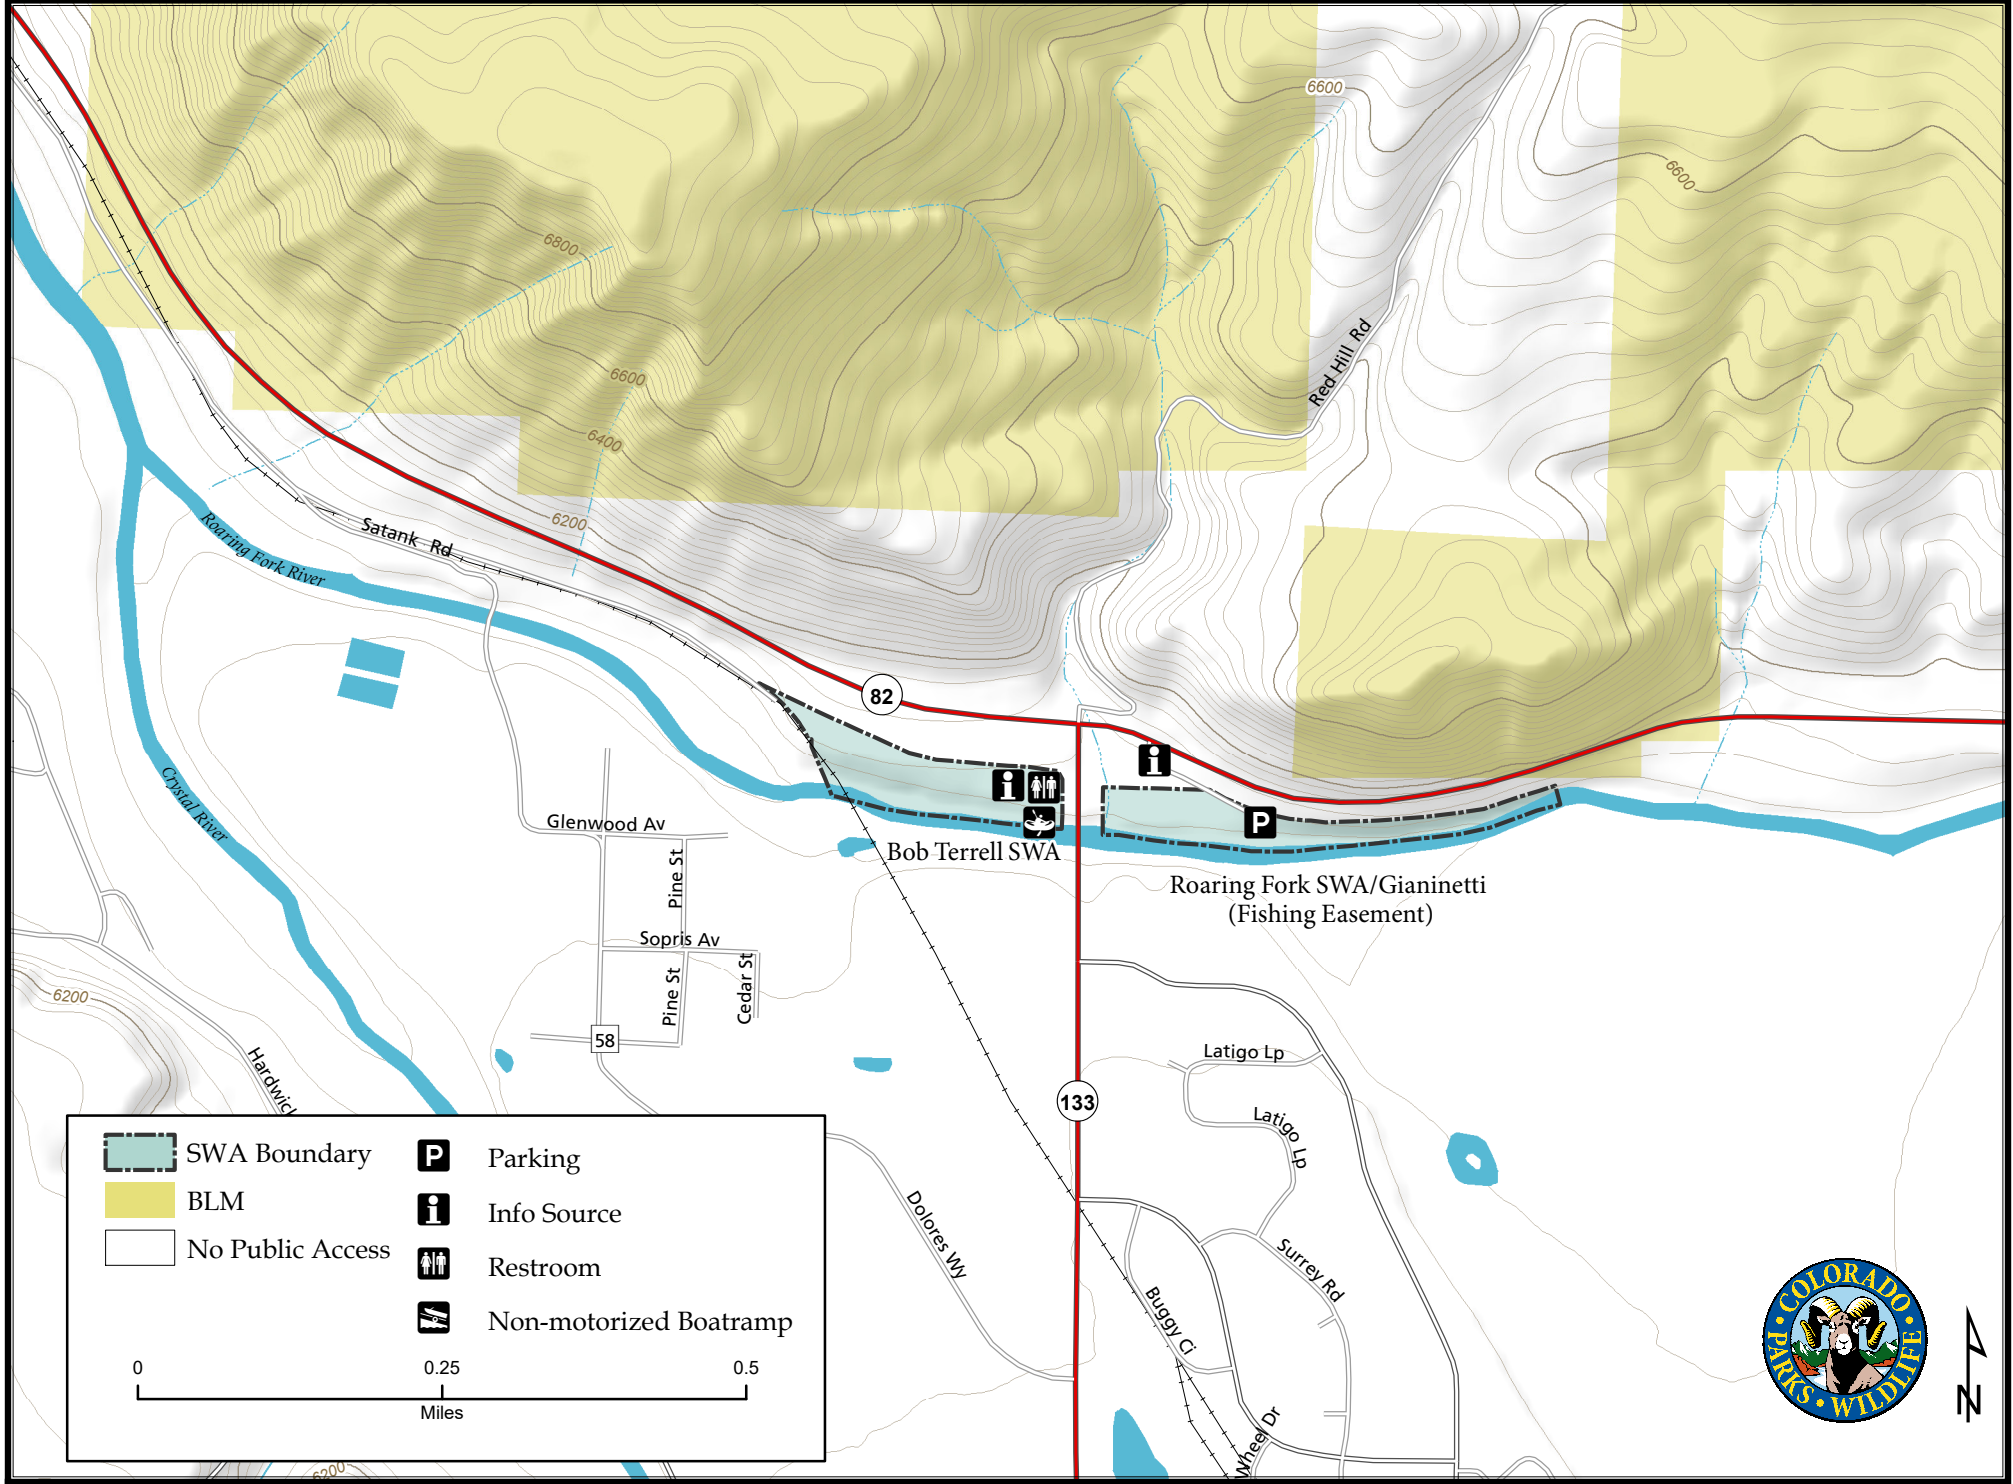 6600
6600
6800
Red Hill Rd
6600
6400
6200
Satank Rd
Roaring Fork River
82
Crystal River
Glenwood Av
Pine St
P
Bob Terrell SWA
Roaring Fork SWA/Gianinetti
(Fishing Easement)
Sopris Av
Pine St
Cedar St
6200
58
Hardwick
Latigo Lp
133
Latigo Lp
SWA Boundary
BLM
No Public Access
P
Parking
Info Source
Restroom
Non-motorized Boatramp
0 0.25 0.5
Miles
Dolores Wy
Surrey Rd
Buggy Ci
Wheel Dr
6200
COLORADO
PARKS • WILDLIFE
N